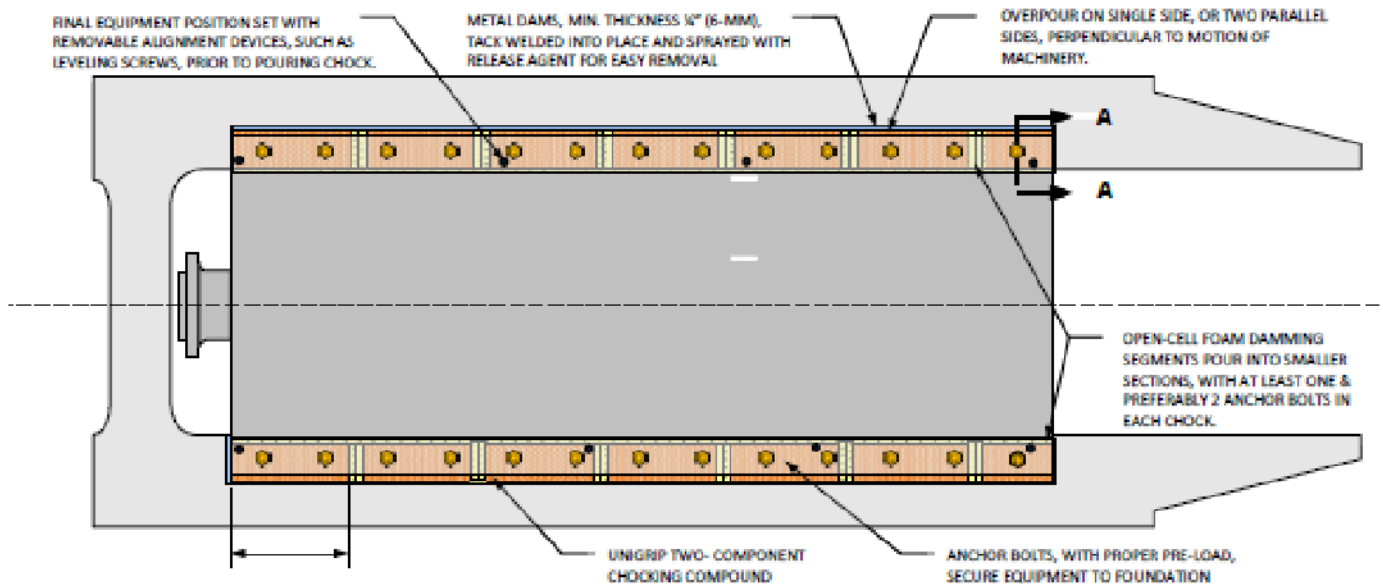 FINAL EQUIPMENT POSITION SET WITH
REMOVABLE ALIGNMENT DEVICES, SUCH AS
LEVELING SCREWS, PRIOR TO POURING CHOCK.
METAL DAMS, MIN. THICKNESS ¼" (6-MM),
TACK WELDED INTO PLACE AND SPRAYED WITH
RELEASE AGENT FOR EASY REMOVAL
OVERPOUR ON SINGLE SIDE, OR TWO PARALLEL
SIDES, PERPENDICULAR TO MOTION OF
MACHINERY.
A
A
OPEN-CELL FOAM DAMMING
SEGMENTS POUR INTO SMALLER
SECTIONS, WITH AT LEAST ONE &
PREFERABLY 2 ANCHOR BOLTS IN
EACH CHOCK.
UNIGRIP TWO- COMPONENT
CHOCKING COMPOUND
ANCHOR BOLTS, WITH PROPER PRE-LOAD,
SECURE EQUIPMENT TO FOUNDATION